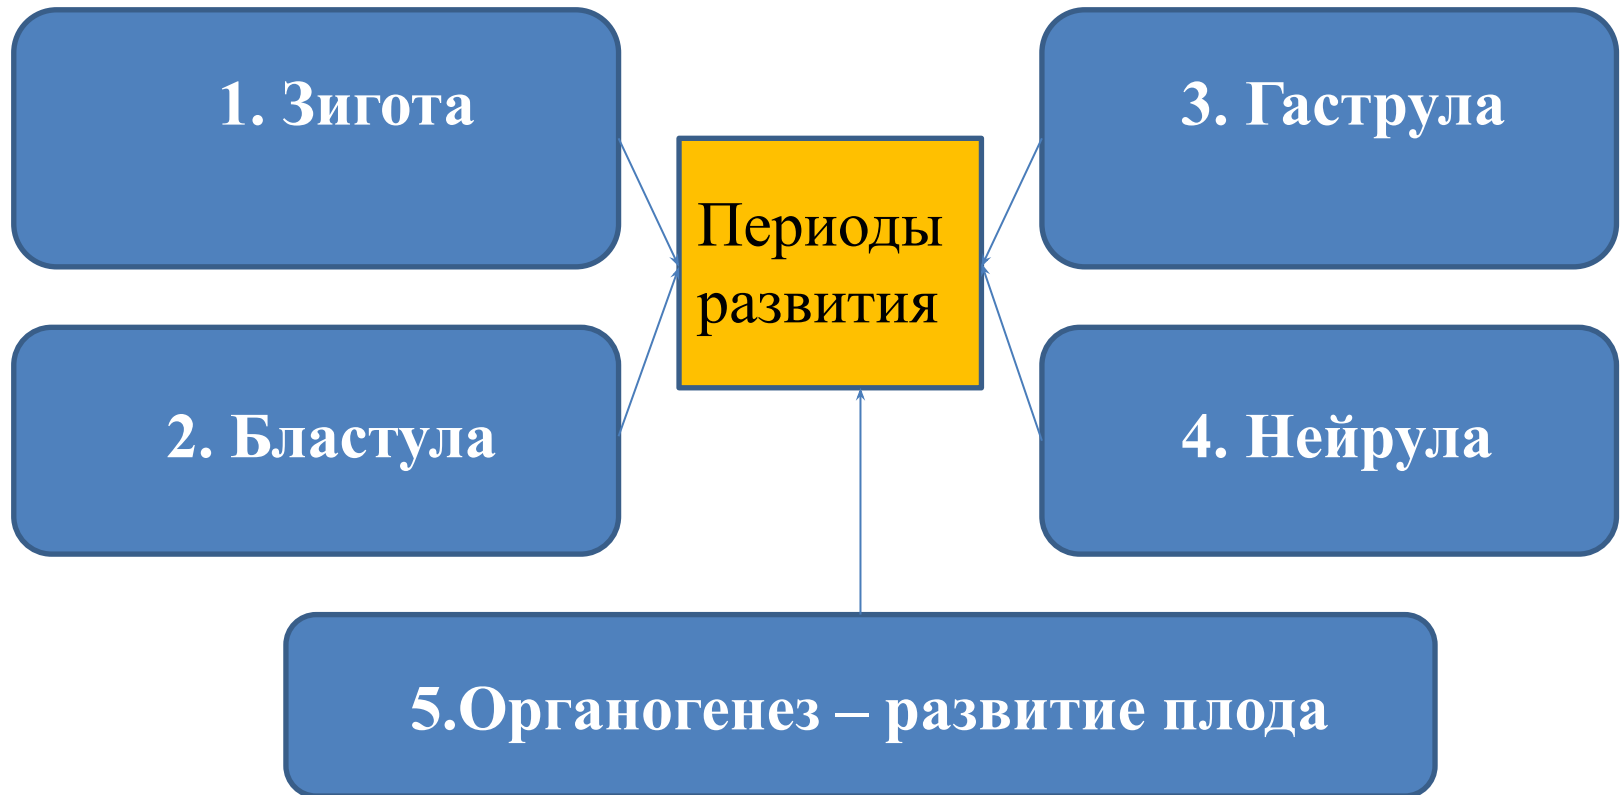 1. Зигота
2. Бластула
Периоды
развития
3. Гаструла
4. Нейрула
5.Органогенез – развитие плода